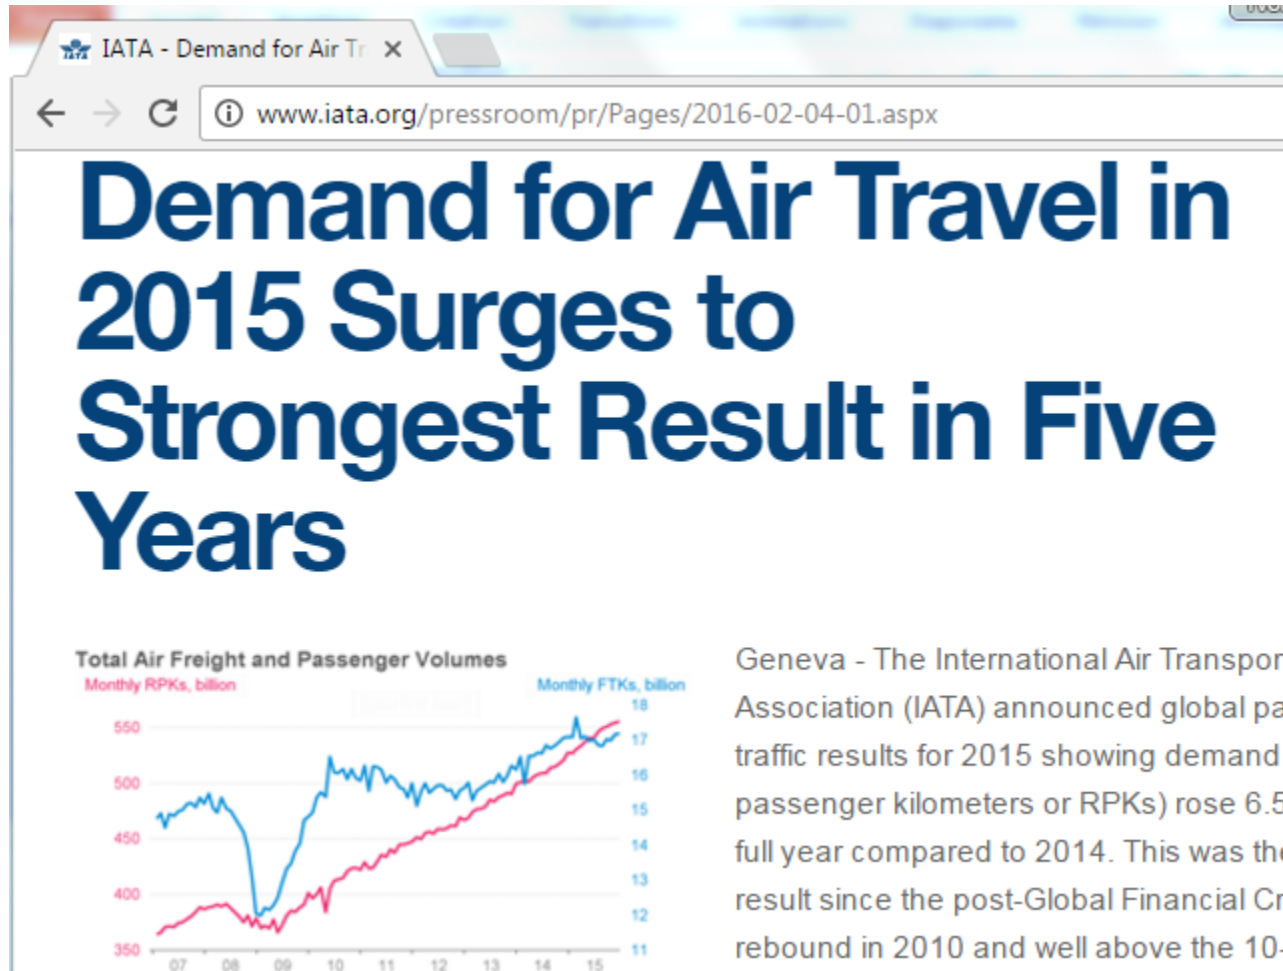 IATA - Demand for Air Tr
www.iata.org/pressroom/pr/Pages/2016-02-04-01.aspx
Demand for Air Travel in
2015 Surges to
Strongest Result in Five
Years
Total Air Freight and Passenger Volumes
Monthly RPKs, billion
Monthly FTKs, billion
18
550
17
16
500
15
450
14
13
400
12
350
11
07 08 09 10 11 12 13 14 15
Geneva - The International Air Transpor
Association (IATA) announced global pa
traffic results for 2015 showing demand
passenger kilometers or RPKs) rose 6.5
full year compared to 2014. This was the
result since the post-Global Financial Cr
rebound in 2010 and well above the 10-